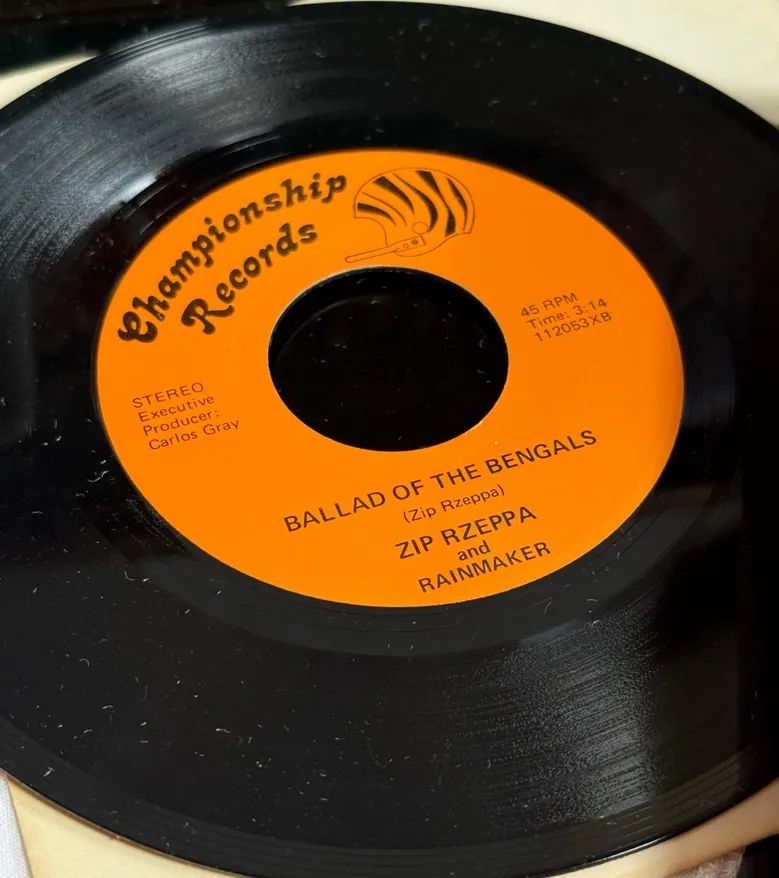 Championship
Records
45 RPM
Time: 3:14
112053XB
STEREO
Executive
Producer:
Carlos Gray
BALLAD OF THE BENGALS
(Zip Rzeppa)
ZIP RZEPPA
and
RAINMAKER